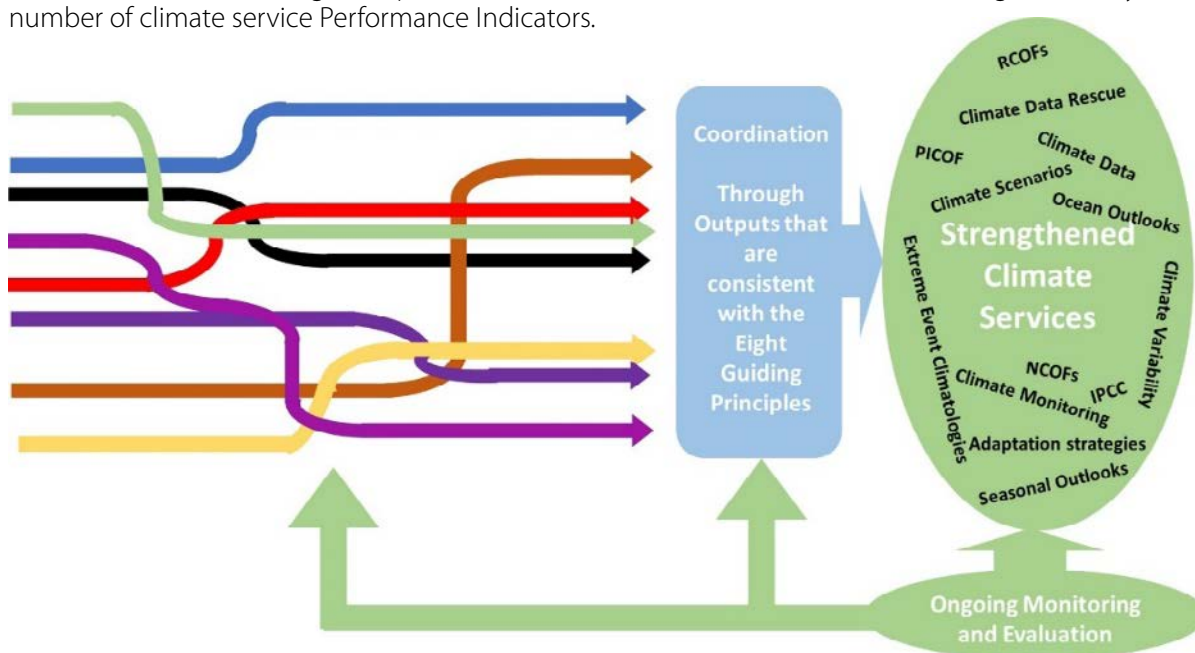 number of climate service Performance Indicators.
Coordination
Through
Outputs that
are
consistent
with the
Eight
Guiding
Principles
RCOFs
Climate Data Rescue
PICOF
Climate Data
Climate Scenarios
Ocean Outlooks
Strengthened
Climate
Services
Extreme Event Climatologies
Climate Variability
NCOFs
IPCC
Climate Monitoring
Adaptation strategies
Seasonal Outlooks
Ongoing Monitoring
and Evaluation